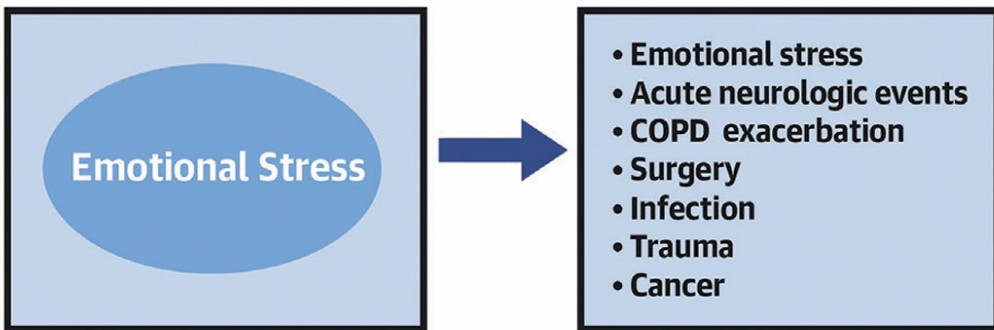 Emotional Stress
• Emotional stress
• Acute neurologic events
• COPD exacerbation
• Surgery
• Infection
• Trauma
• Cancer